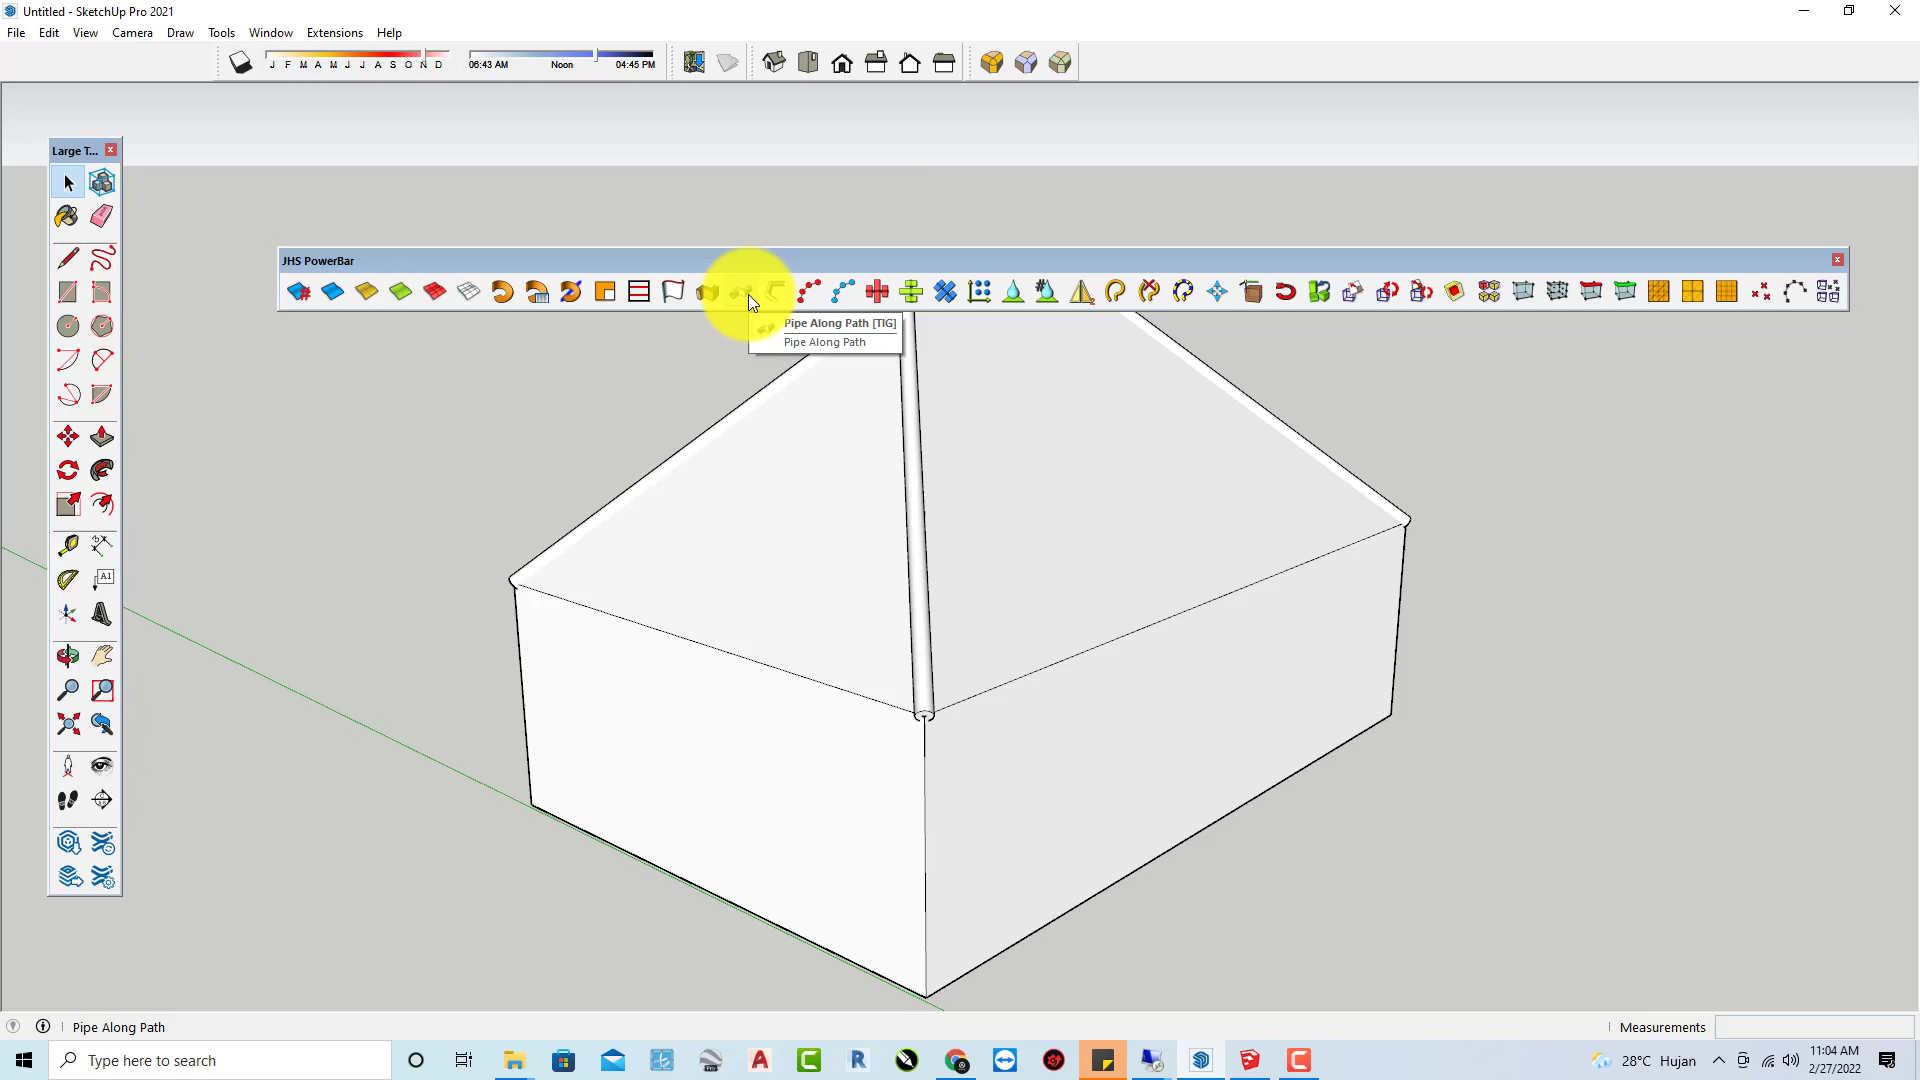 Untitled - SketchUp Pro 2021
File Edit View Camera Draw Tools Window Extensions Help
J F M A M J J A S O N D
06:43 AM Noon 04:45 PM
Large T...
JHS PowerBar
Pipe Along Path [TIG]
Pipe Along Path
A1
Pipe Along Path
Measurements
Type here to search
28°C Hujan
11:04 AM
2/27/2022